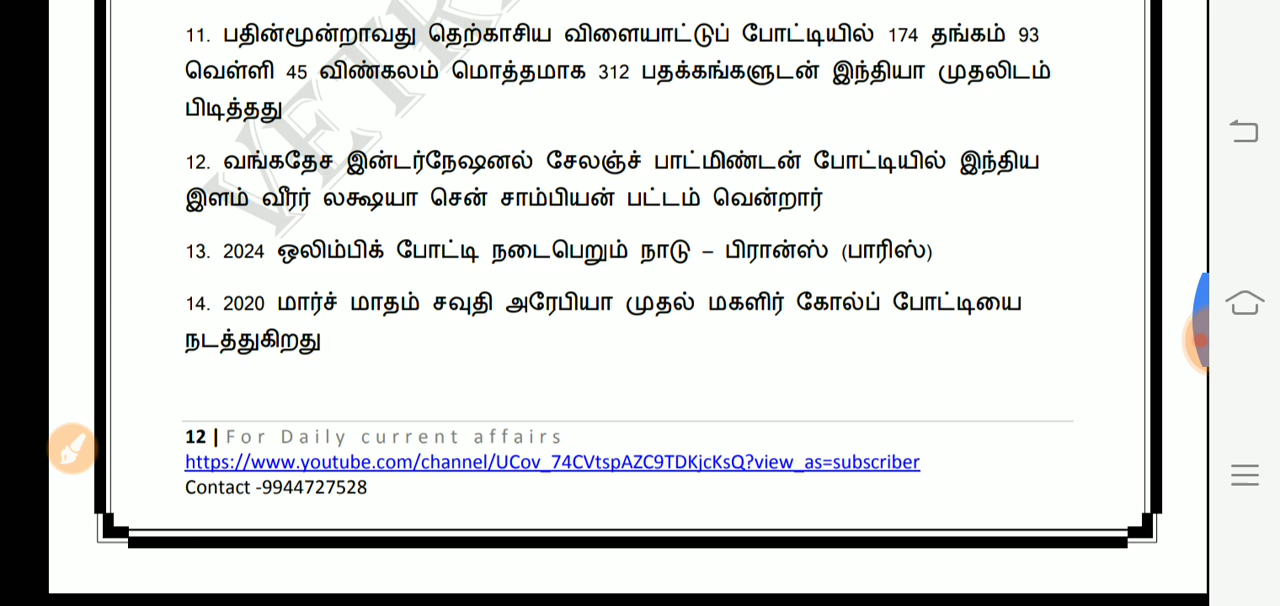 11. பதின்மூன்றாவது தெற்காசிய விளையாட்டுப் போட்டியில் 174 தங்கம் 93
வெள்ளி 45 விண்கலம் மொத்தமாக 312 பதக்கங்களுடன் இந்தியா முதலிடம்
பிடித்தது
12. வங்கதேச இன்டர்நேஷனல் சேலஞ்ச் பாட்மிண்டன் போட்டியில் இந்திய
இளம் வீரர் லக்ஷயா சென் சாம்பியன் பட்டம் வென்றார்
13. 2024 ஒலிம்பிக் போட்டி நடைபெறும் நாடு – பிரான்ஸ் (பாரிஸ்)
14. 2020 மார்ச் மாதம் சவுதி அரேபியா முதல் மகளிர் கோல்ப் போட்டியை
நடத்துகிறது
12 | For Daily current affairs
https://www.youtube.com/channel/UCov_74CVtspAZC9TDKjcKsQ?view_as=subscriber
Contact -9944727528